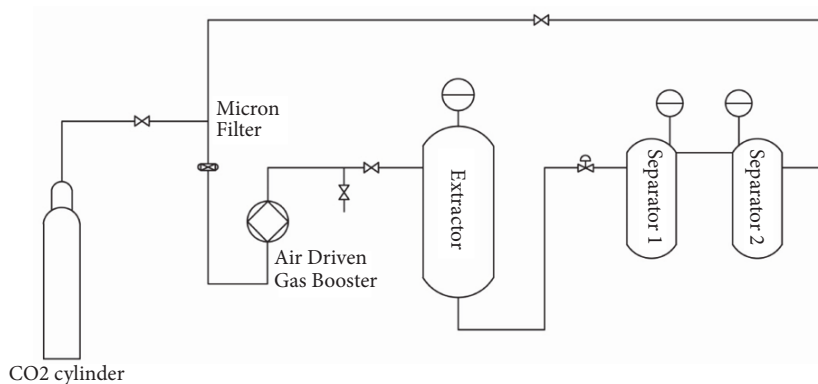 Micron
Filter
Extractor
Separator 1
Separator 2
Air Driven
Gas Booster
CO2 cylinder